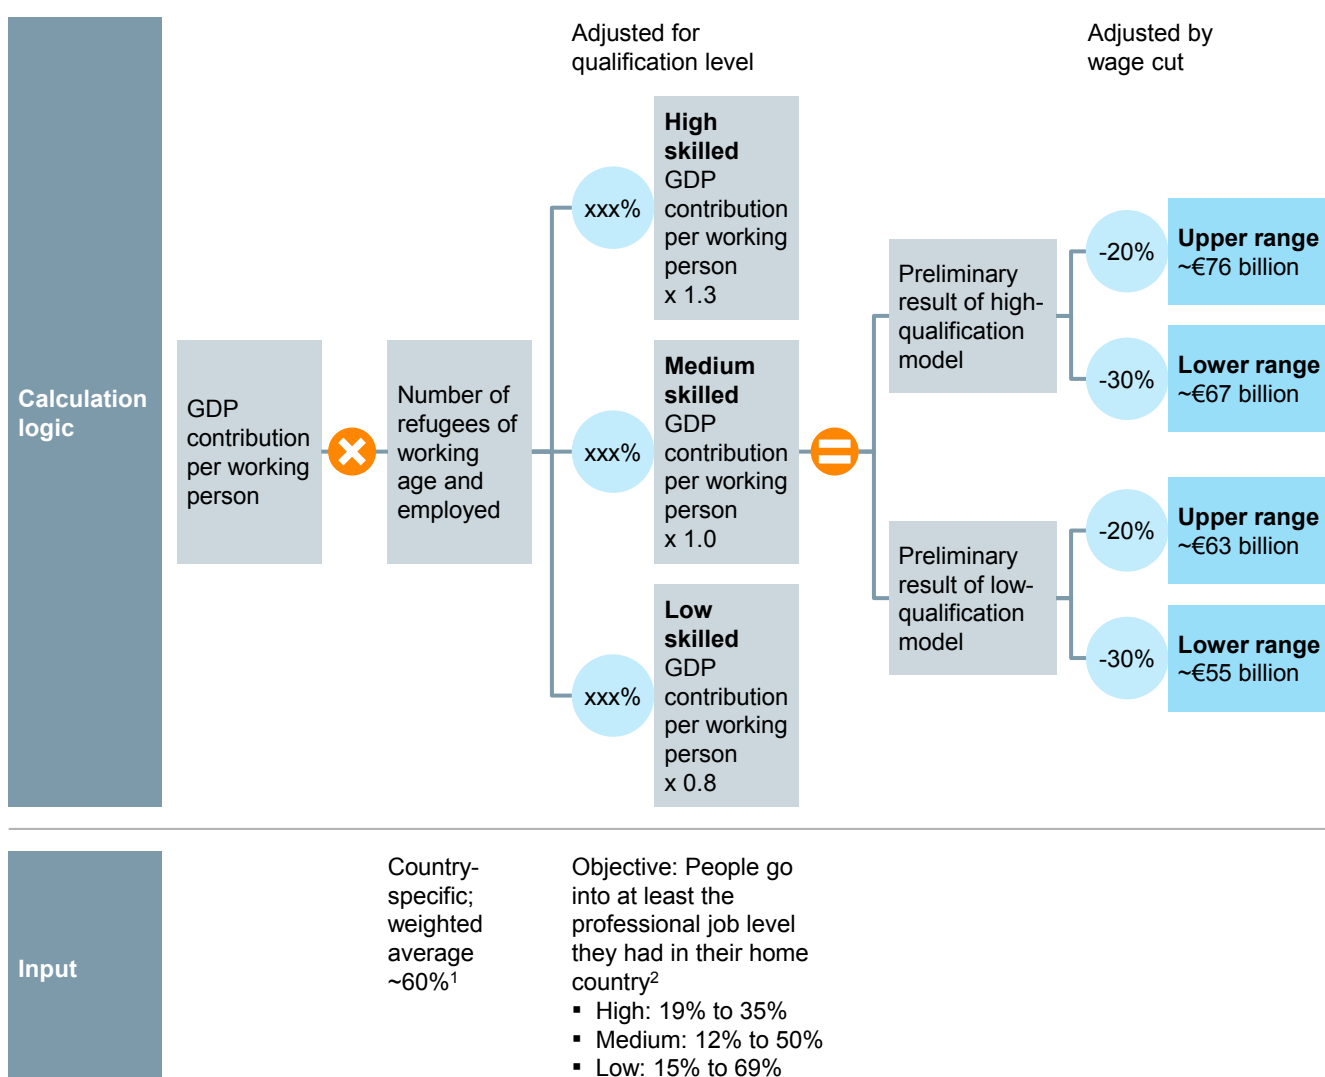 Adjusted for
qualification level
Adjusted by
wage cut
Calculation
logic
GDP
contribution
per working
person
Number of
refugees of
working
age and
employed
xxx%
High
skilled
GDP
contribution
per working
person
x 1.3
xxx%
Medium
skilled
GDP
contribution
per working
person
x 1.0
xxx%
Low
skilled
GDP
contribution
per working
person
x 0.8
Preliminary
result of high-
qualification
model
-20%
Upper range
~€76 billion
-30%
Lower range
~€67 billion
Preliminary
result of low-
qualification
model
-20%
Upper range
~€63 billion
-30%
Lower range
~€55 billion
Input
Country-
specific;
weighted
average
~60%¹
Objective: People go
into at least the
professional job level
they had in their home
country²
▪ High: 19% to 35%
▪ Medium: 12% to 50%
▪ Low: 15% to 69%